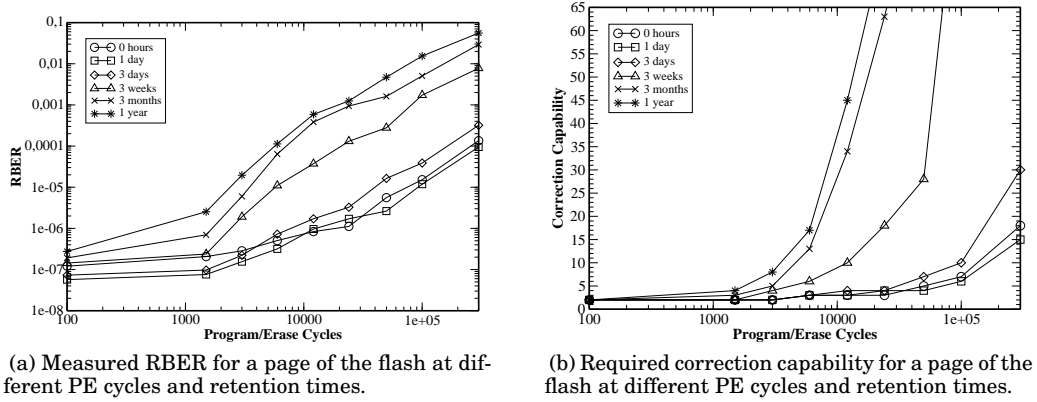 0,1
0,01
0,001
0,0001
1e-05
1e-06
1e-07
1e-08
RBER
0 hours
1 day
3 days
3 weeks
3 months
1 year
100
1000
10000
1e+05
Program/Erase Cycles
(a) Measured RBER for a page of the flash at dif-
ferent PE cycles and retention times.
65
60
55
50
45
40
35
30
25
20
15
10
5
0
Correction Capability
0 hours
1 day
3 days
3 weeks
3 months
1 year
100
1000
10000
1e+05
Program/Erase Cycles
(b) Required correction capability for a page of the
flash at different PE cycles and retention times.